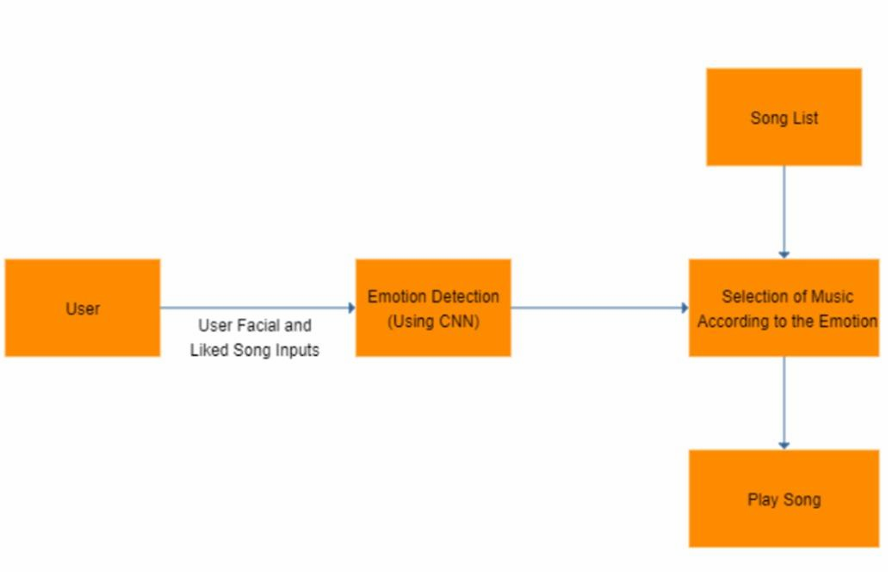 Song List
User
User Facial and
Liked Song Inputs
Emotion Detection
(Using CNN)
Selection of Music
According to the Emotion
Play Song